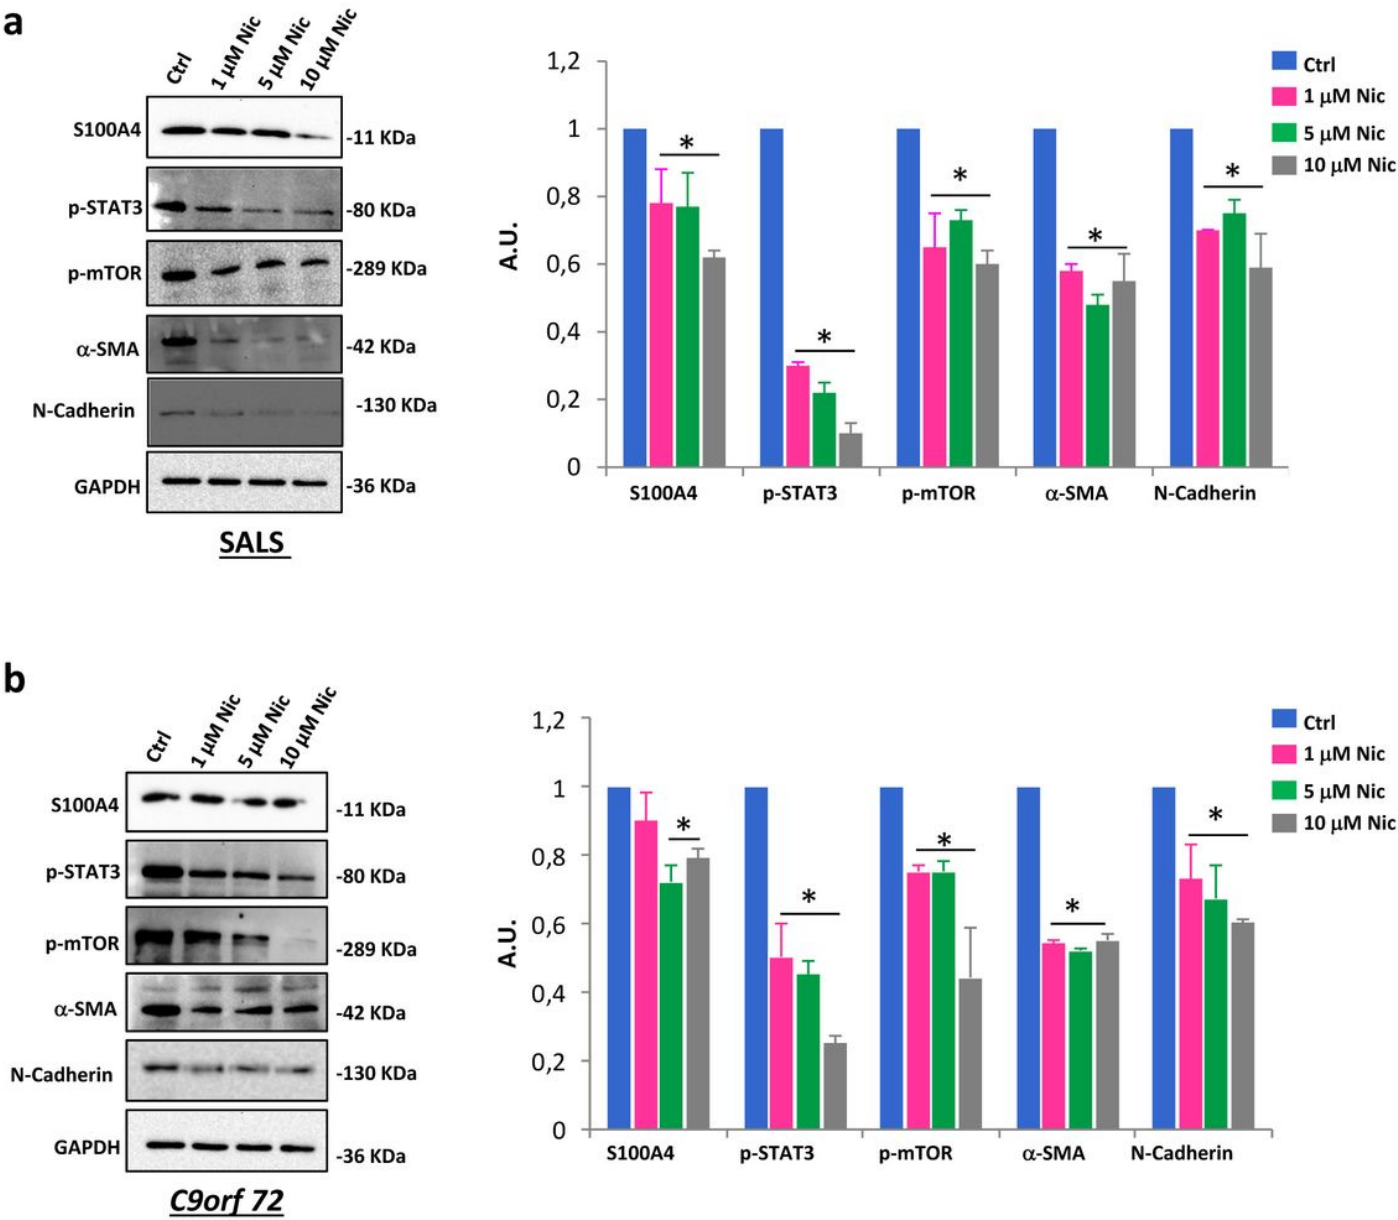 a
Ctrl
1 µM Nic
5 µM Nic
10 µM Nic
S100A4
-11 KDa
p-STAT3
-80 KDa
p-mTOR
-289 KDa
α-SMA
-42 KDa
N-Cadherin
-130 KDa
GAPDH
-36 KDa
SALS
A.U.
1,2
1
0,8
0,6
0,4
0,2
0
*
*
*
*
*
S100A4
p-STAT3
p-mTOR
α-SMA
N-Cadherin
Ctrl
1 µM Nic
5 µM Nic
10 µM Nic
b
Ctrl
1 µM Nic
5 µM Nic
10 µM Nic
S100A4
-11 KDa
p-STAT3
-80 KDa
p-mTOR
-289 KDa
α-SMA
-42 KDa
N-Cadherin
-130 KDa
GAPDH
-36 KDa
C9orf 72
A.U.
1,2
1
0,8
0,6
0,4
0,2
0
*
*
*
*
*
S100A4
p-STAT3
p-mTOR
α-SMA
N-Cadherin
Ctrl
1 µM Nic
5 µM Nic
10 µM Nic